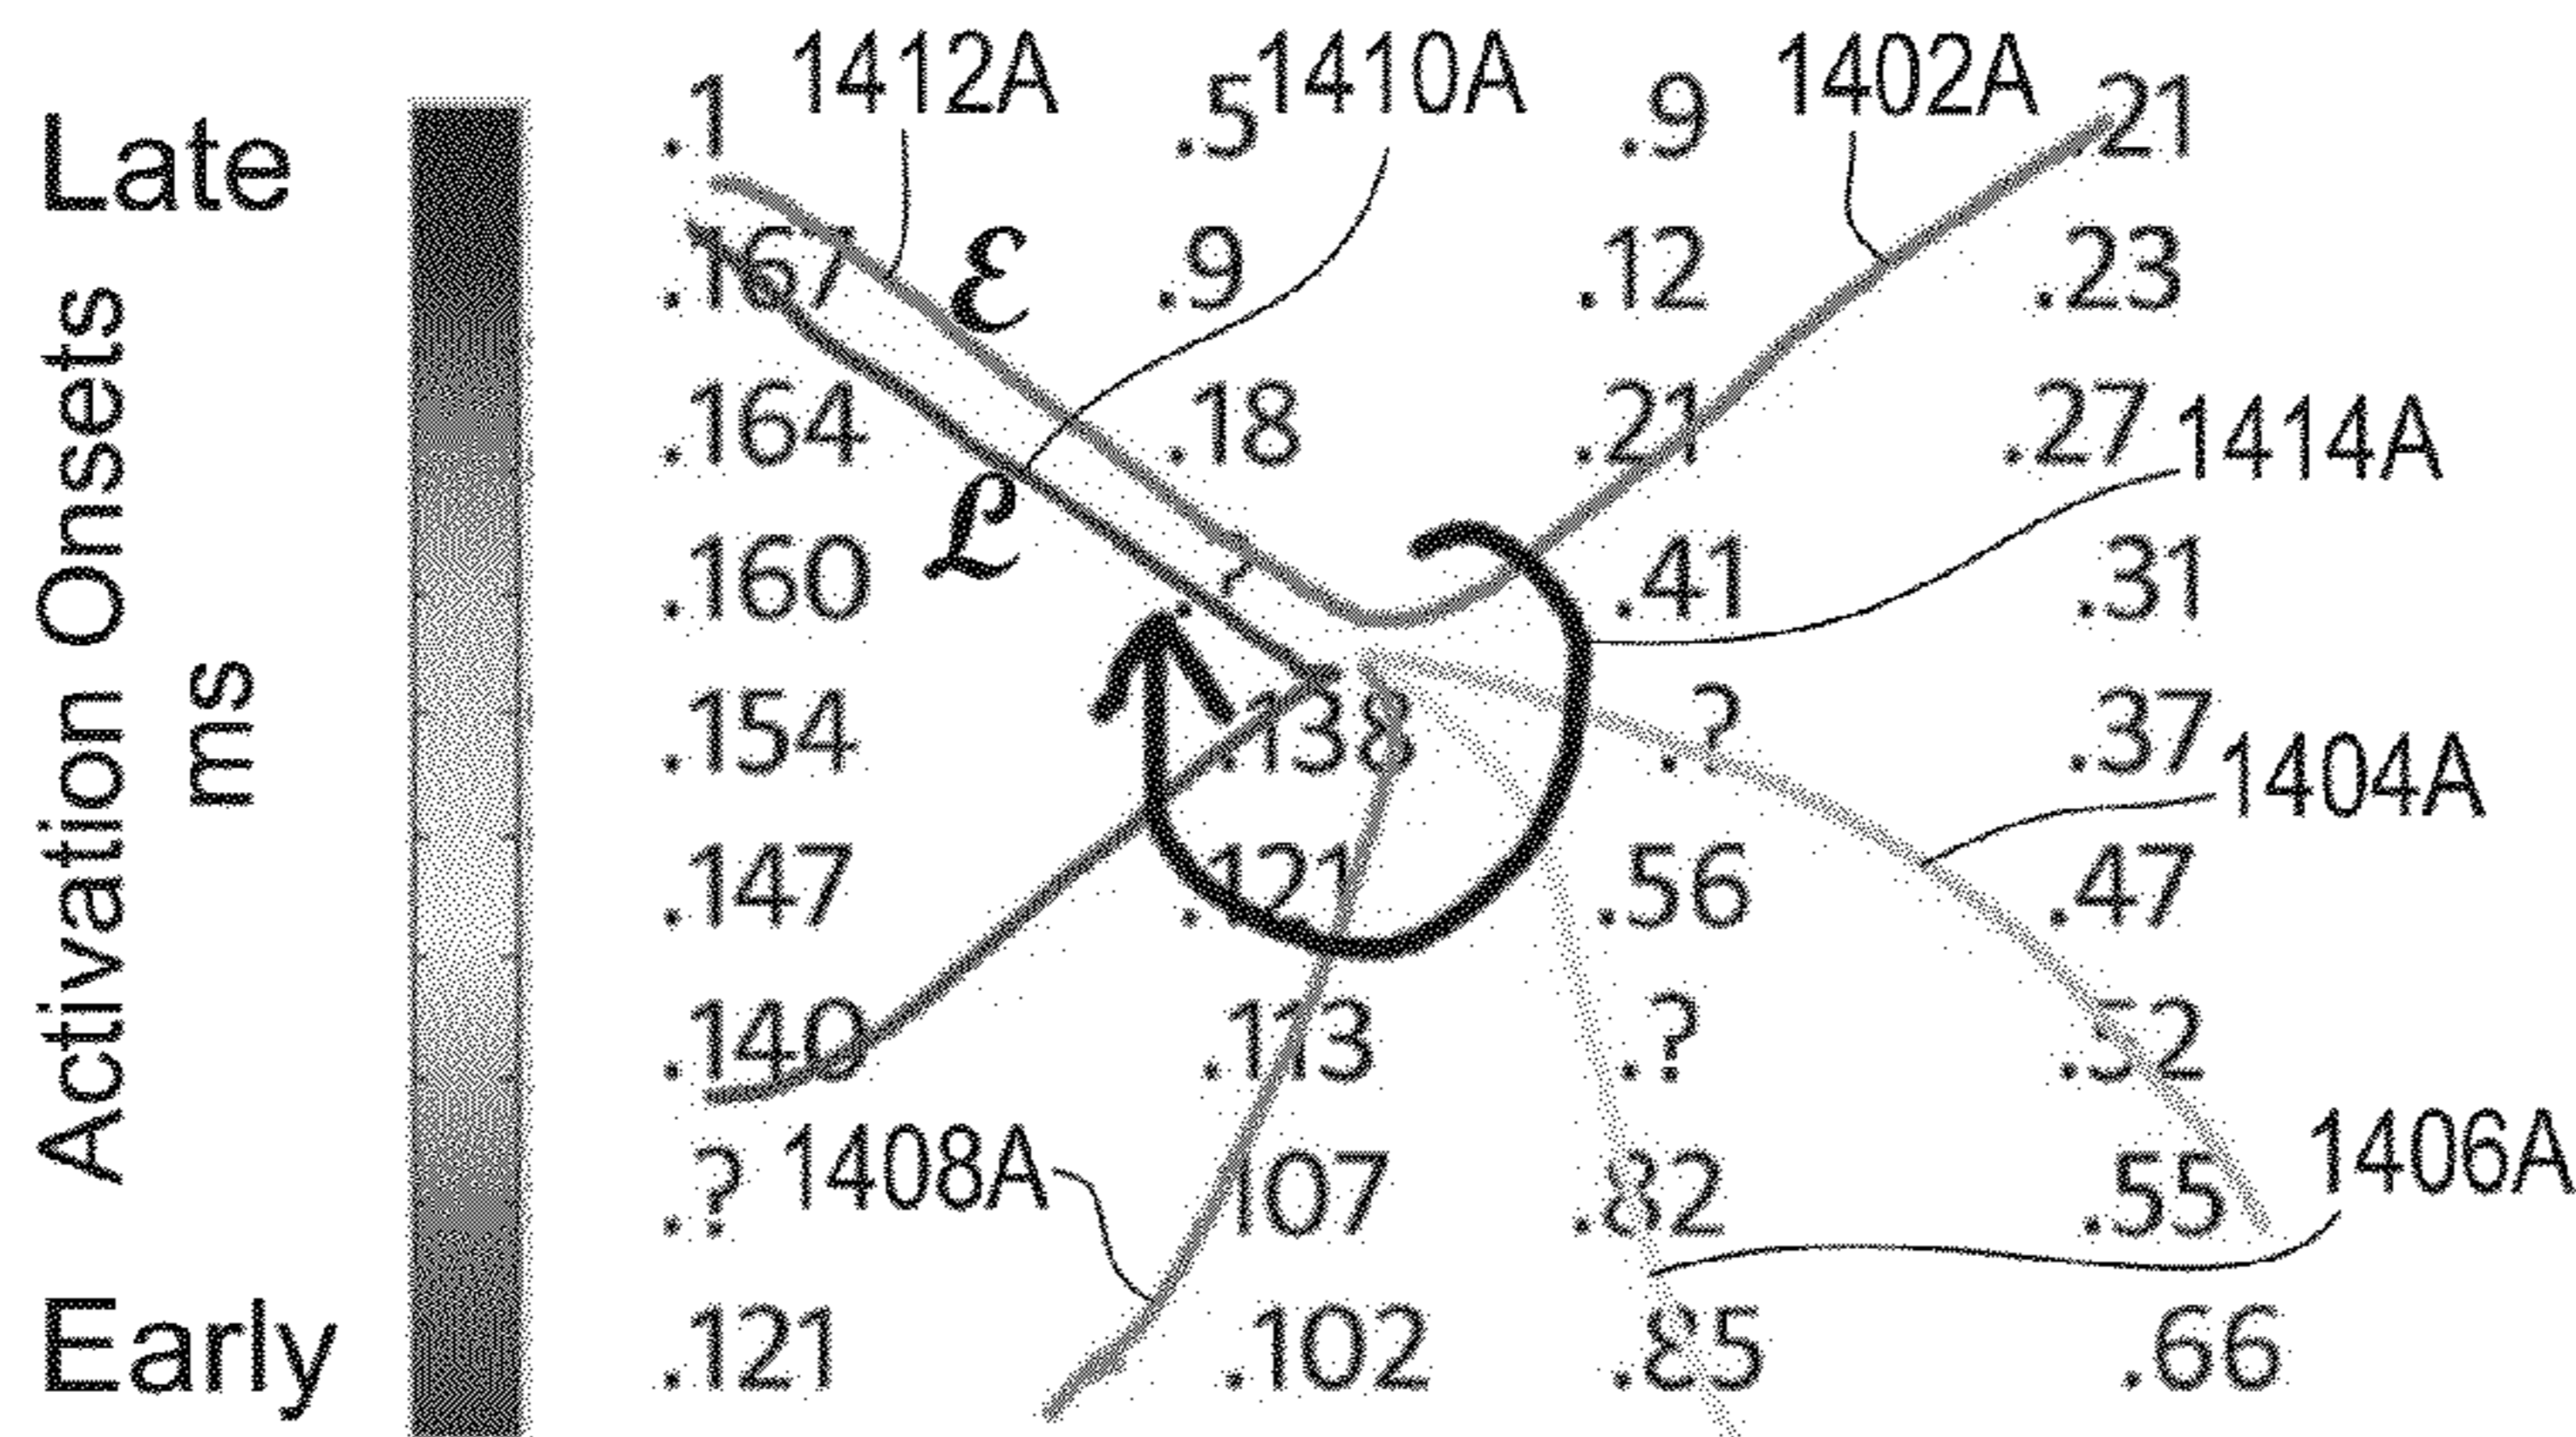 1412A 1410A 1402A
Late .1 .5 .9 .21
.167 .9 .12 .23
ℰ
.164 .18 .21 .27 1414A
ℒ
.160 .? .41 .31
.154 .138 .? .37
1404A
.147 .121 .56 .47
.140 .113 .? .52
.? 1408A .107 .82 .55 1406A
Early .121 .102 .85 .66
Activation Onsets
ms